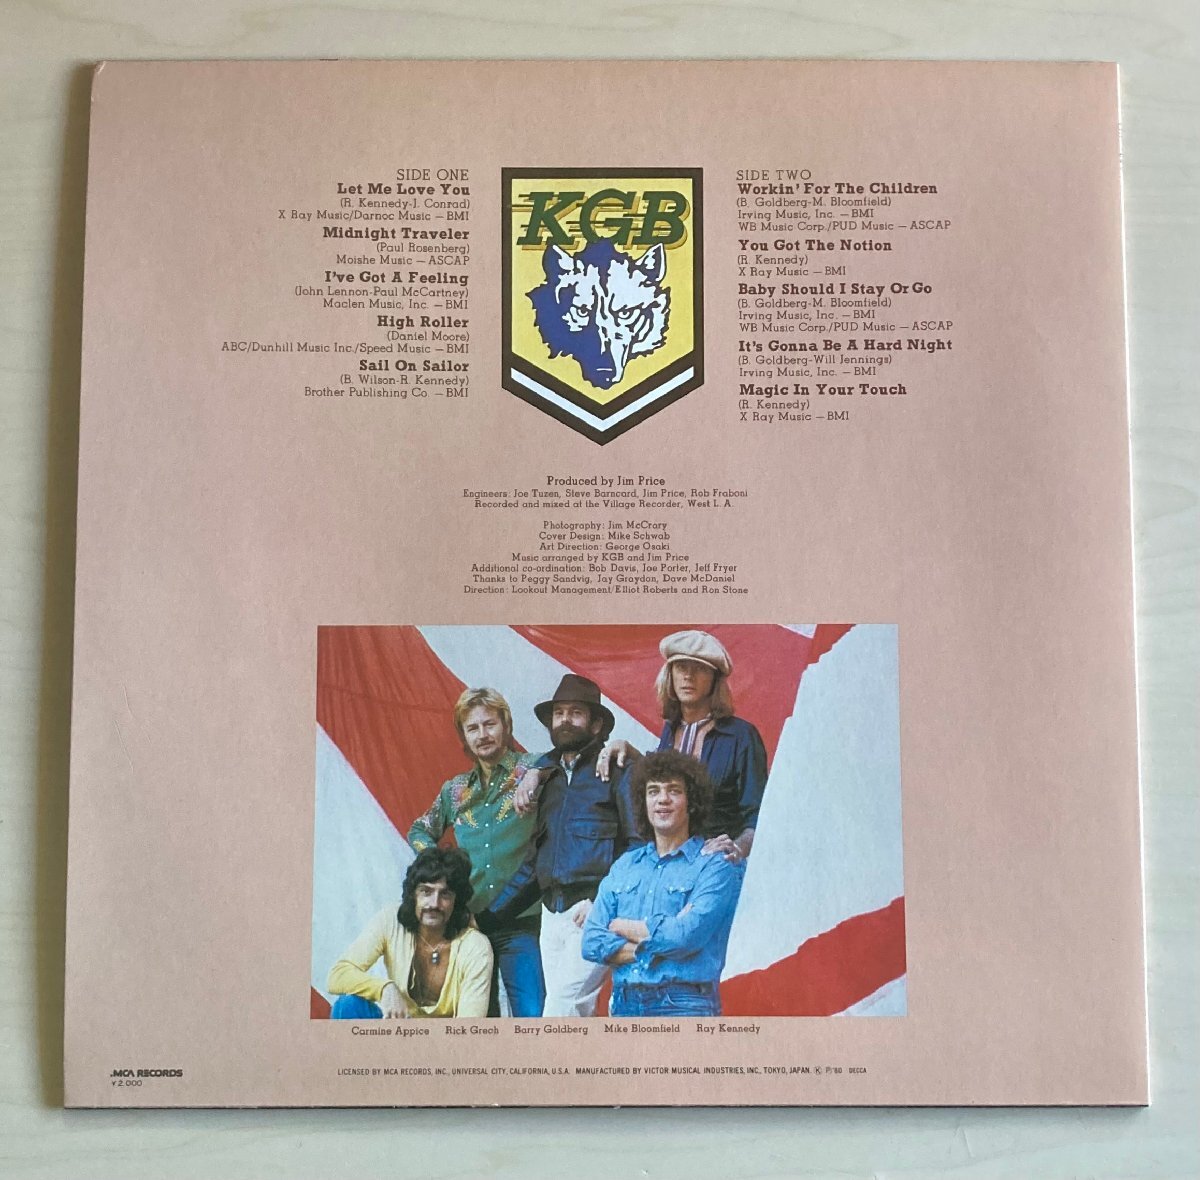 SIDE ONE
Let Me Love You
(R. Kennedy-J. Conrad)
X Ray Music/Darnoc Music – BMI
Midnight Traveler
(Paul Rosenberg)
Moishe Music – ASCAP
I've Got A Feeling
(John Lennon-Paul McCartney)
Maclen Music, Inc. – BMI
High Roller
(Daniel Moore)
ABC/Dunhill Music Inc./Speed Music – BMI
Sail On Sailor
(B. Wilson-R. Kennedy)
Brother Publishing Co. – BMI
KGB
SIDE TWO
Workin' For The Children
(B. Goldberg-M. Bloomfield)
Irving Music, Inc. – BMI
WB Music Corp./PUD Music – ASCAP
You Got The Notion
(R. Kennedy)
X Ray Music – BMI
Baby Should I Stay Or Go
(B. Goldberg-M. Bloomfield)
Irving Music, Inc. – BMI
WB Music Corp./PUD Music – ASCAP
It's Gonna Be A Hard Night
(B. Goldberg-Will Jennings)
Irving Music, Inc. – BMI
Magic In Your Touch
(R. Kennedy)
X Ray Music – BMI
Produced by Jim Price
Engineers: Joe Tuzen, Steve Barncard, Jim Price, Rob Fraboni
Recorded and mixed at the Village Recorder, West L. A.
Photography: Jim McCrary
Cover Design: Mike Schwab
Art Direction: George Osaki
Music arranged by KGB and Jim Price
Additional co-ordination: Bob Davis, Joe Porter, Jeff Fryer
Thanks to Peggy Sandvig, Jay Graydon, Dave McDaniel
Direction: Lookout Management/Elliot Roberts and Ron Stone
Carmine Appice Rick Grech Barry Goldberg Mike Bloomfield Ray Kennedy
.MCA RECORDS
¥2,000
LICENSED BY MCA RECORDS, INC., UNIVERSAL CITY, CALIFORNIA, U.S.A. MANUFACTURED BY VICTOR MUSICAL INDUSTRIES, INC., TOKYO, JAPAN. Ⓚ P.'80 DECCA